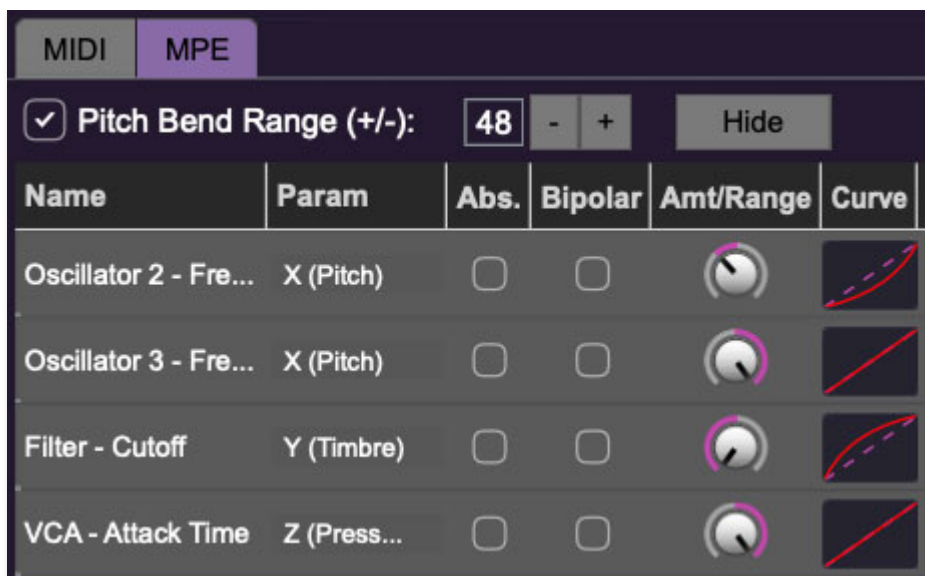 MIDI MPE
Pitch Bend Range (+/-): 48 - + Hide
Name Param Abs. Bipolar Amt/Range Curve
Oscillator 2 - Fre... X (Pitch)
Oscillator 3 - Fre... X (Pitch)
Filter - Cutoff Y (Timbre)
VCA - Attack Time Z (Press...